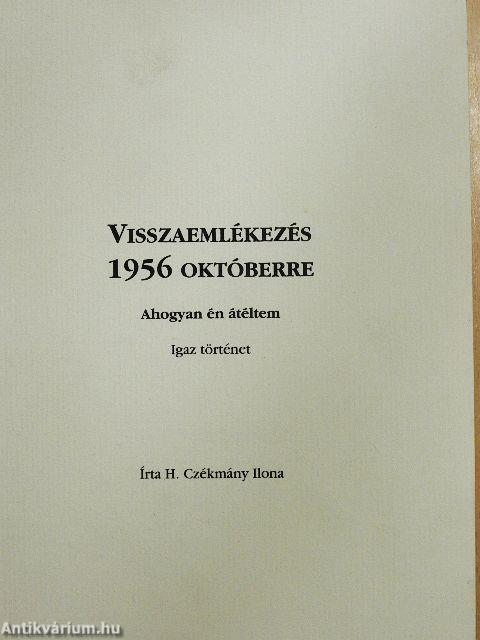 VISSZAEMLÉKEZÉS
1956 OKTÓBERRE
Ahogyan én átéltem
Igaz történet
Írta H. Czékmány Ilona
Antikvárium.hu